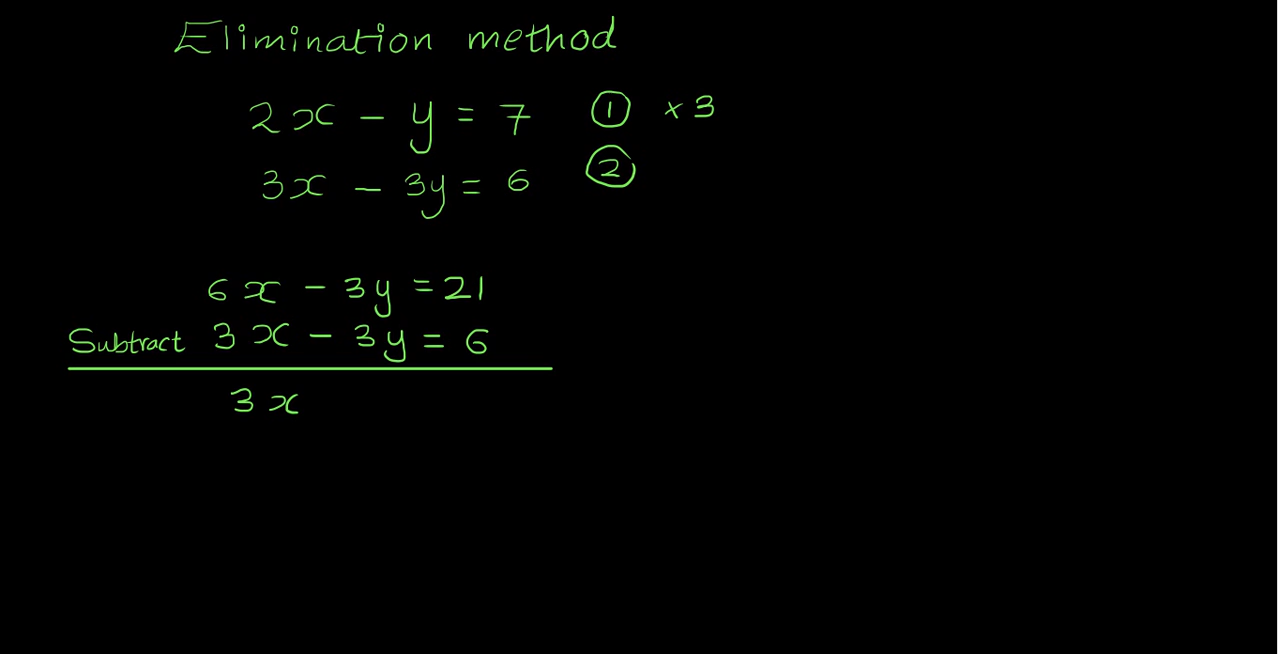 Elimination method
2x - y = 7 ① × 3
3x - 3y = 6 ②
6x - 3y = 21
Subtract 3x - 3y = 6
3x